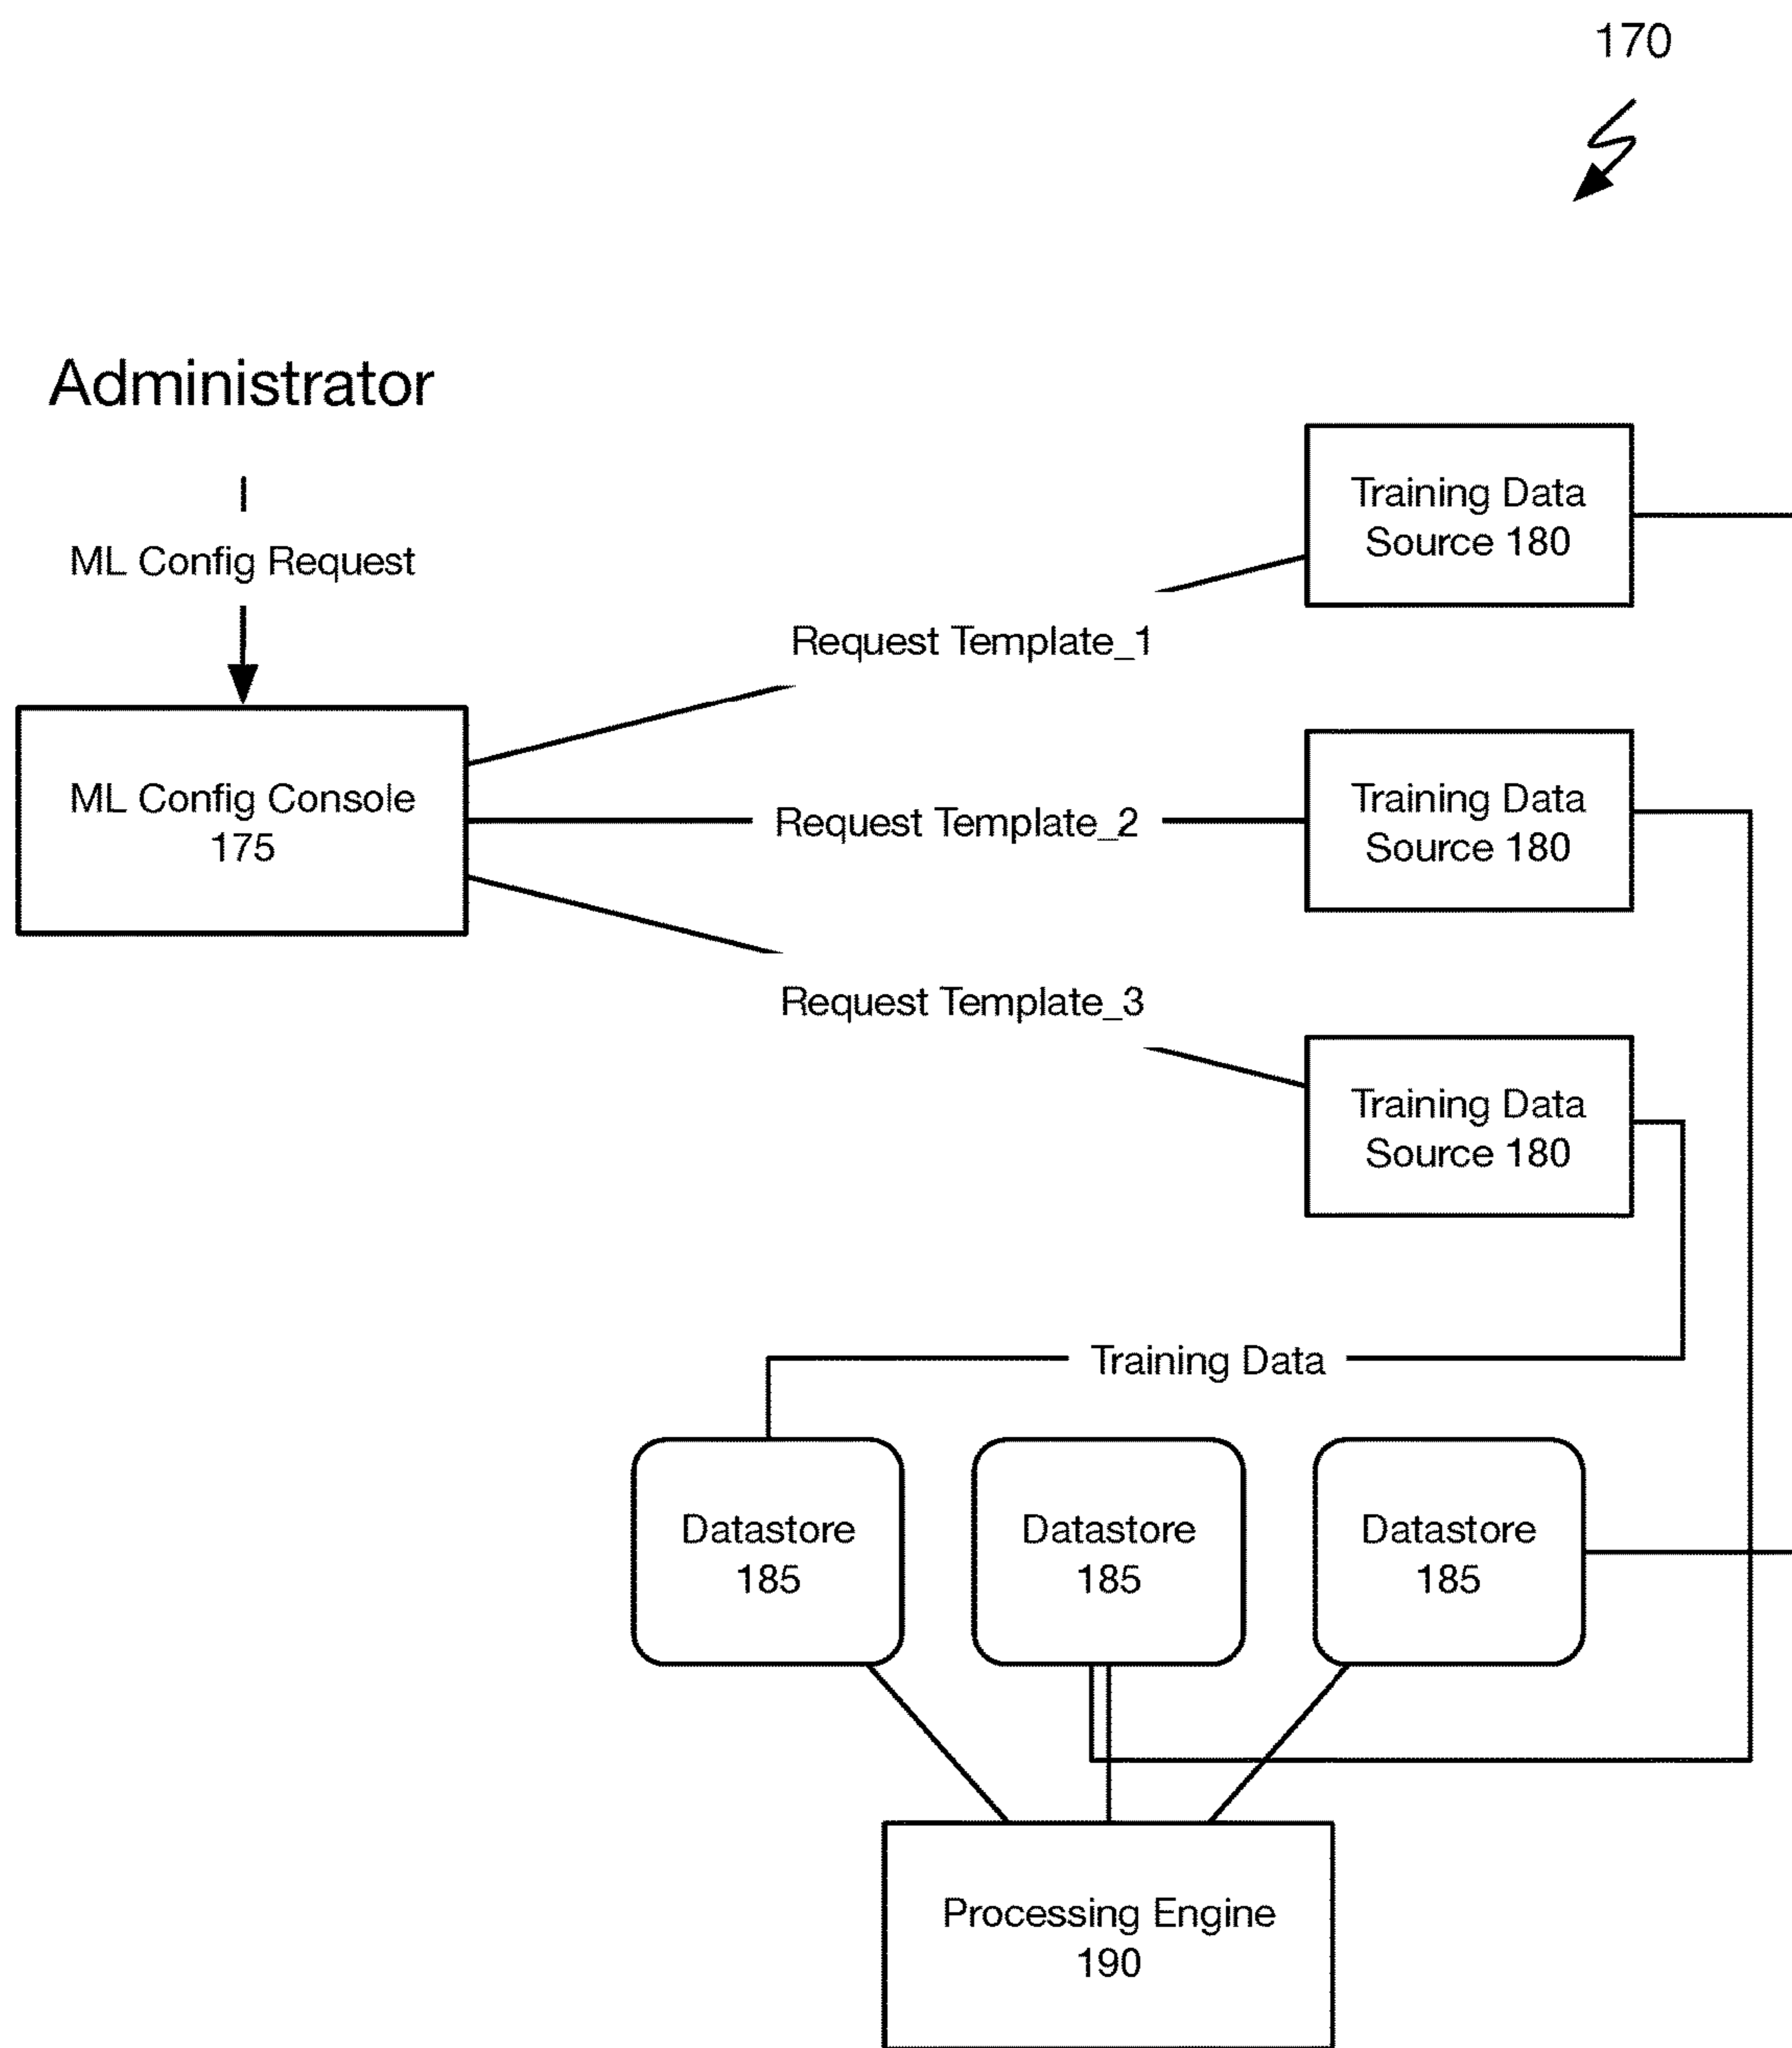 170
Administrator
ML Config Request
ML Config Console
175
Request Template_1
Request Template_2
Request Template_3
Training Data
Source 180
Training Data
Source 180
Training Data
Source 180
Training Data
Datastore
185
Datastore
185
Datastore
185
Processing Engine
190